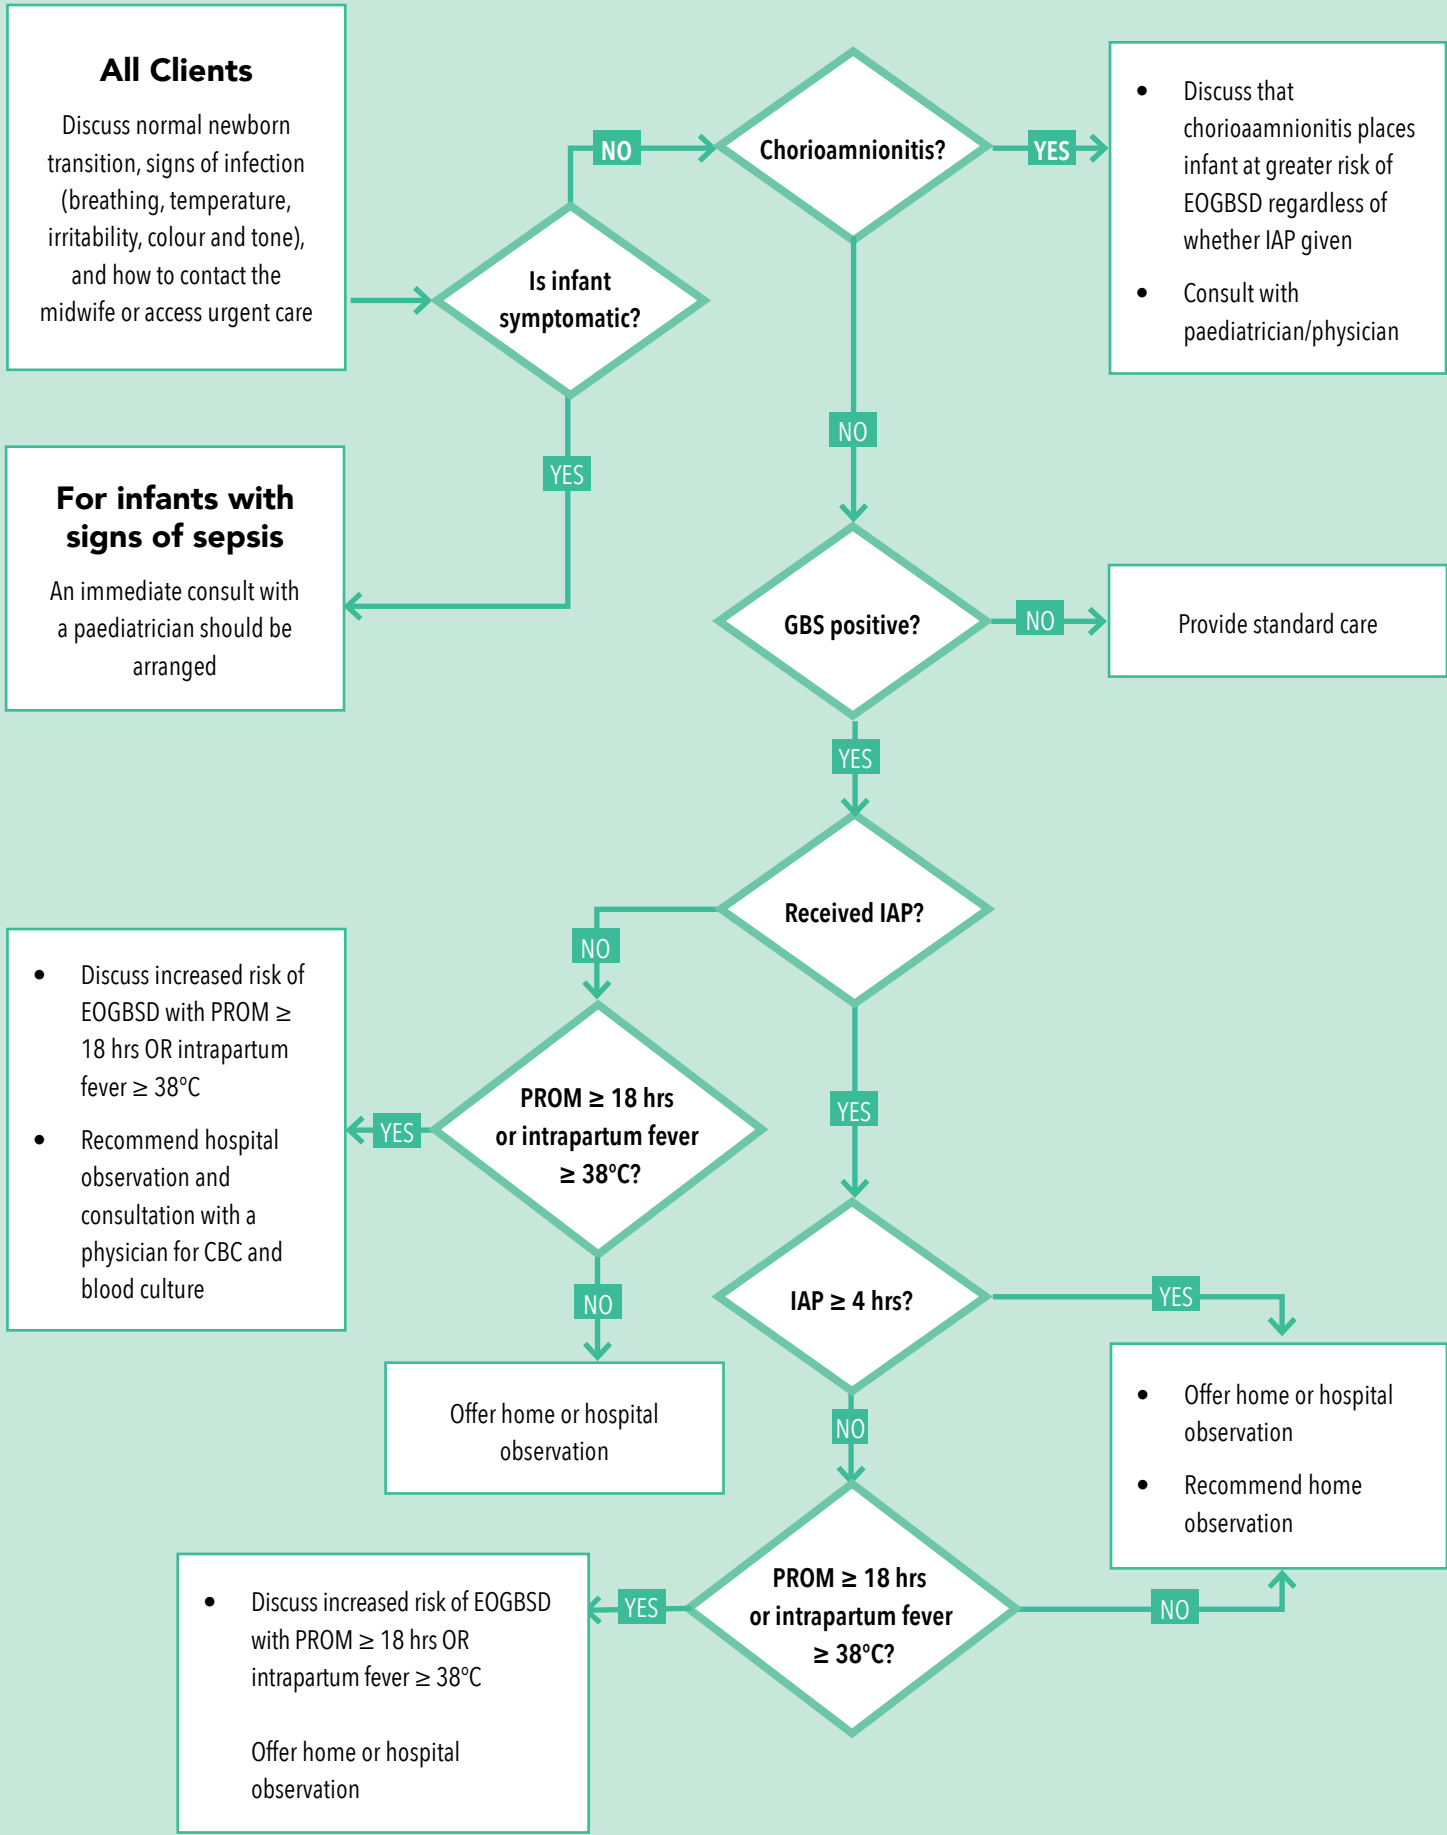 All Clients
Discuss normal newborn
transition, signs of infection
(breathing, temperature,
irritability, colour and tone),
and how to contact the
midwife or access urgent care
Is infant
symptomatic?
NO
Chorioamnionitis?
YES
• Discuss that
chorioaamnionitis places
infant at greater risk of
EOGBSD regardless of
whether IAP given
• Consult with
paediatrician/physician
YES
For infants with
signs of sepsis
An immediate consult with
a paediatrician should be
arranged
NO
GBS positive?
NO
Provide standard care
YES
Received IAP?
NO
PROM ≥ 18 hrs
or intrapartum fever
≥ 38ºC?
YES
• Discuss increased risk of
EOGBSD with PROM ≥
18 hrs OR intrapartum
fever ≥ 38ºC
• Recommend hospital
observation and
consultation with a
physician for CBC and
blood culture
NO
Offer home or hospital
observation
YES
IAP ≥ 4 hrs?
YES
• Offer home or hospital
observation
• Recommend home
observation
NO
PROM ≥ 18 hrs
or intrapartum fever
≥ 38ºC?
NO
YES
• Discuss increased risk of EOGBSD
with PROM ≥ 18 hrs OR
intrapartum fever ≥ 38ºC
Offer home or hospital
observation